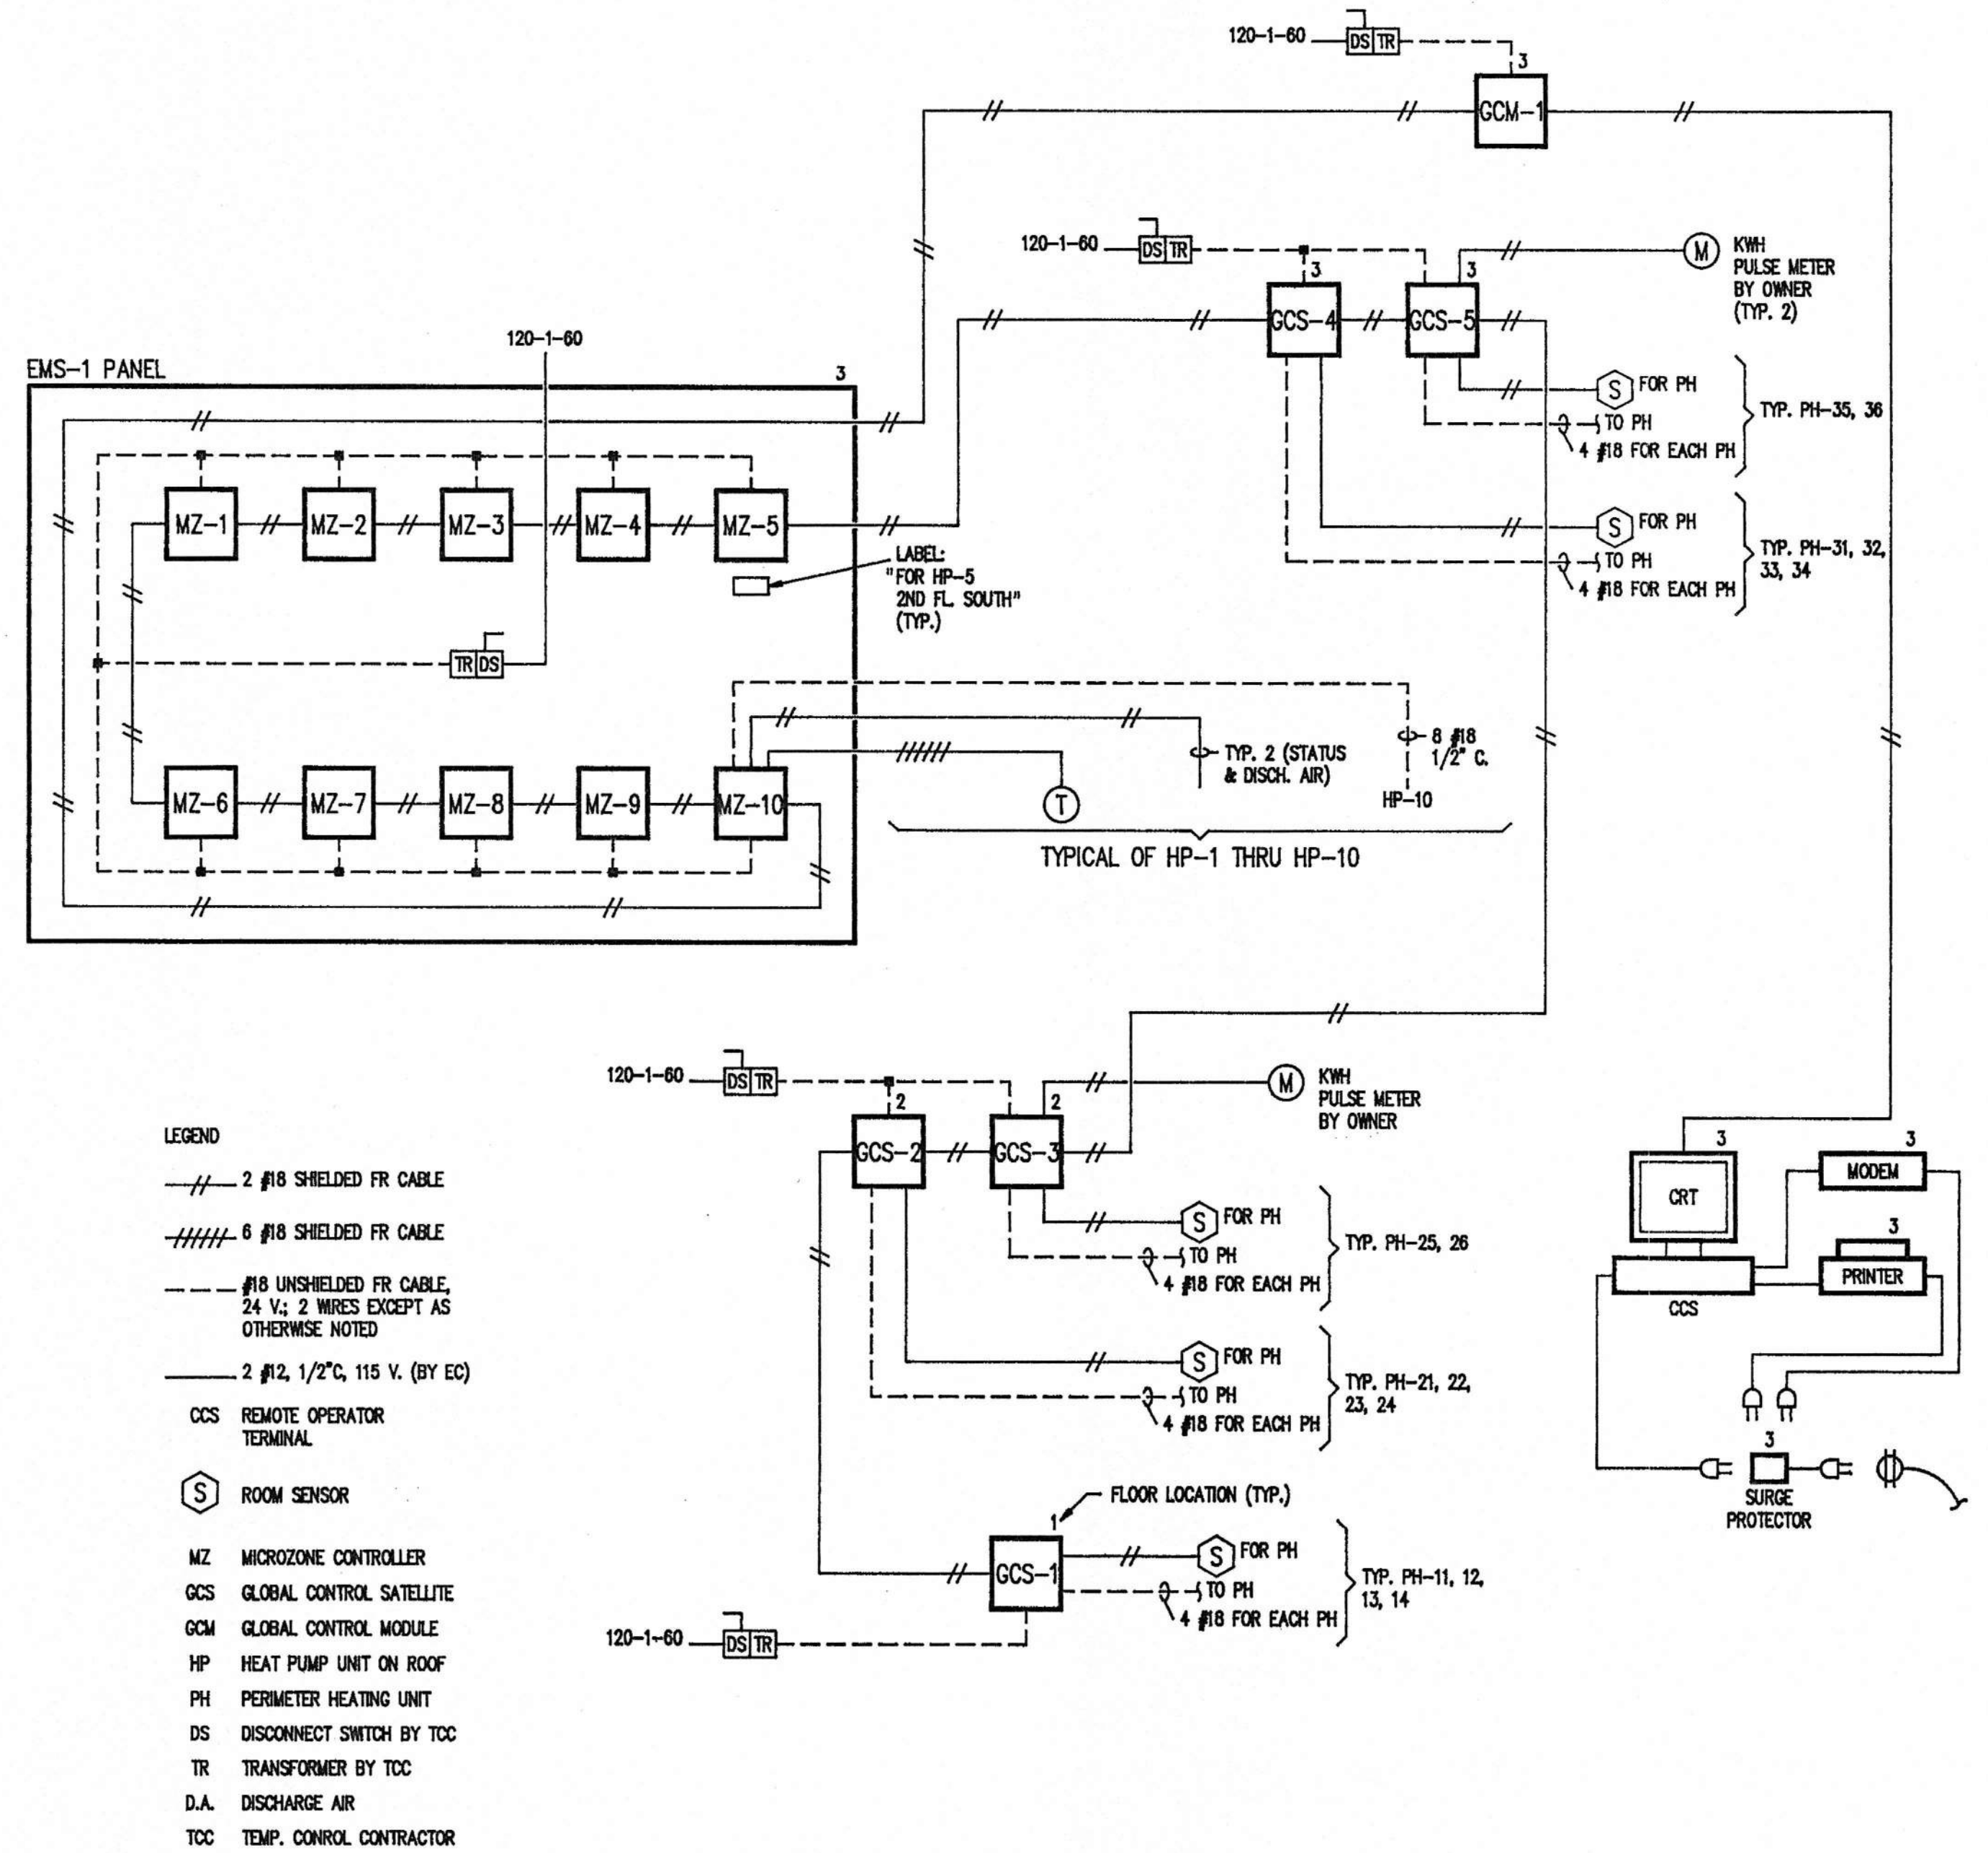 120-1-60
DS TR
3
GCM-1
120-1-60
DS TR
3
3
GCS-4
GCS-5
M
KWH
PULSE METER
BY OWNER
(TYP. 2)
S FOR PH
TO PH
4 #18 FOR EACH PH
TYP. PH-35, 36
S FOR PH
TO PH
4 #18 FOR EACH PH
TYP. PH-31, 32,
33, 34
120-1-60
EMS-1 PANEL
3
MZ-1
MZ-2
MZ-3
MZ-4
MZ-5
LABEL:
"FOR HP-5
2ND FL. SOUTH"
(TYP.)
TR DS
MZ-6
MZ-7
MZ-8
MZ-9
MZ-10
T
TYP. 2 (STATUS
& DISCH. AIR)
8 #18
1/2" C.
HP-10
TYPICAL OF HP-1 THRU HP-10
120-1-60
DS TR
2
2
GCS-2
GCS-3
M
KWH
PULSE METER
BY OWNER
S FOR PH
TO PH
4 #18 FOR EACH PH
TYP. PH-25, 26
S FOR PH
TO PH
4 #18 FOR EACH PH
TYP. PH-21, 22,
23, 24
FLOOR LOCATION (TYP.)
1
GCS-1
S FOR PH
TO PH
4 #18 FOR EACH PH
TYP. PH-11, 12,
13, 14
120-1-60
DS TR
3
CRT
CCS
3
MODEM
3
PRINTER
3
SURGE
PROTECTOR
LEGEND
2 #18 SHIELDED FR CABLE
6 #18 SHIELDED FR CABLE
#18 UNSHIELDED FR CABLE,
24 V.; 2 WIRES EXCEPT AS
OTHERWISE NOTED
2 #12, 1/2"C, 115 V. (BY EC)
CCS REMOTE OPERATOR
TERMINAL
S ROOM SENSOR
MZ MICROZONE CONTROLLER
GCS GLOBAL CONTROL SATELLITE
GCM GLOBAL CONTROL MODULE
HP HEAT PUMP UNIT ON ROOF
PH PERIMETER HEATING UNIT
DS DISCONNECT SWITCH BY TCC
TR TRANSFORMER BY TCC
D.A. DISCHARGE AIR
TCC TEMP. CONROL CONTRACTOR